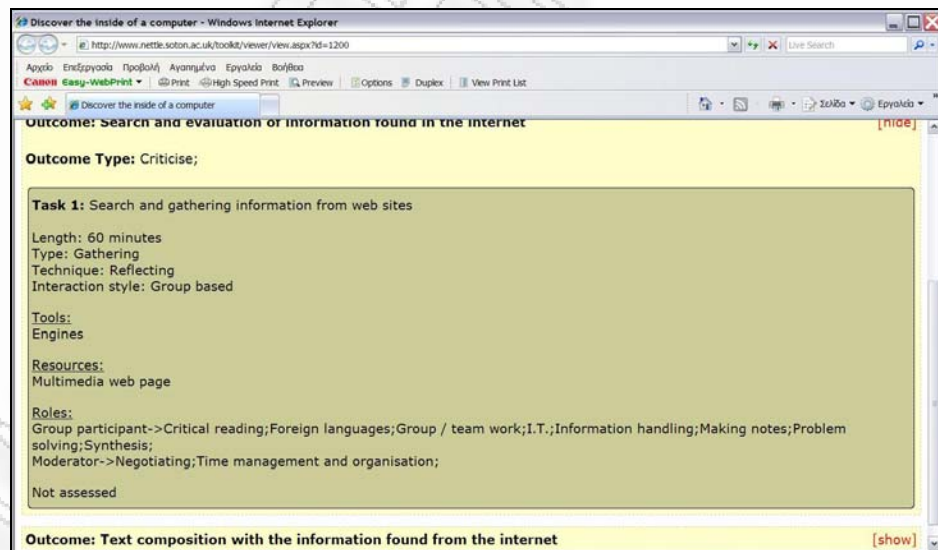 Discover the inside of a computer - Windows Internet Explorer
http://www.nettle.soton.ac.uk/toolkit/viewer/view.aspx?id=1200
Live Search
Αρχείο Επεξεργασία Προβολή Αγαπημένα Εργαλεία Βοήθεια
Canon Easy-WebPrint Print High Speed Print Preview Options Duplex View Print List
Discover the inside of a computer
Σελίδα Εργαλεία
Outcome: Search and evaluation of information found in the internet [hide]
Outcome Type: Criticise;
Task 1: Search and gathering information from web sites
Length: 60 minutes
Type: Gathering
Technique: Reflecting
Interaction style: Group based
Tools:
Engines
Resources:
Multimedia web page
Roles:
Group participant->Critical reading;Foreign languages;Group / team work;I.T.;Information handling;Making notes;Problem
solving;Synthesis;
Moderator->Negotiating;Time management and organisation;
Not assessed
Outcome: Text composition with the information found from the internet [show]